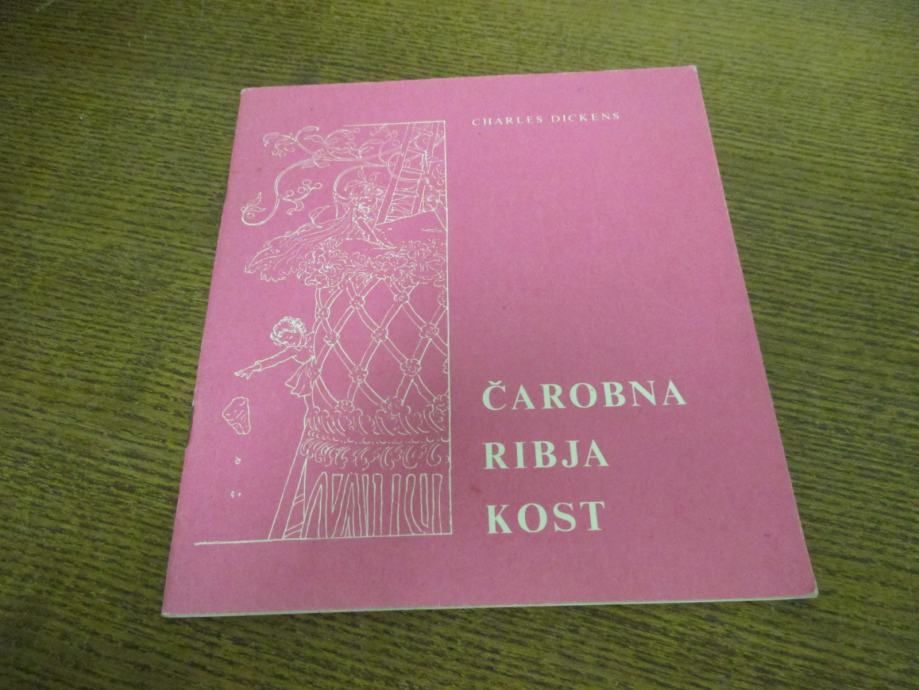 CHARLES DICKENS
ČAROBNA
RIBJA
KOST